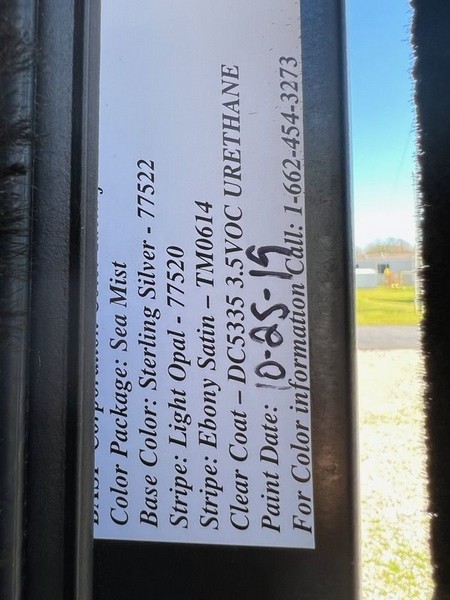 Color Package: Sea Mist
Base Color: Sterling Silver - 77522
Stripe: Light Opal - 77520
Stripe: Ebony Satin – TM0614
Clear Coat – DC5335 3.5VOC URETHANE
Paint Date: 10-25-19
For Color information Call: 1-662-454-3273